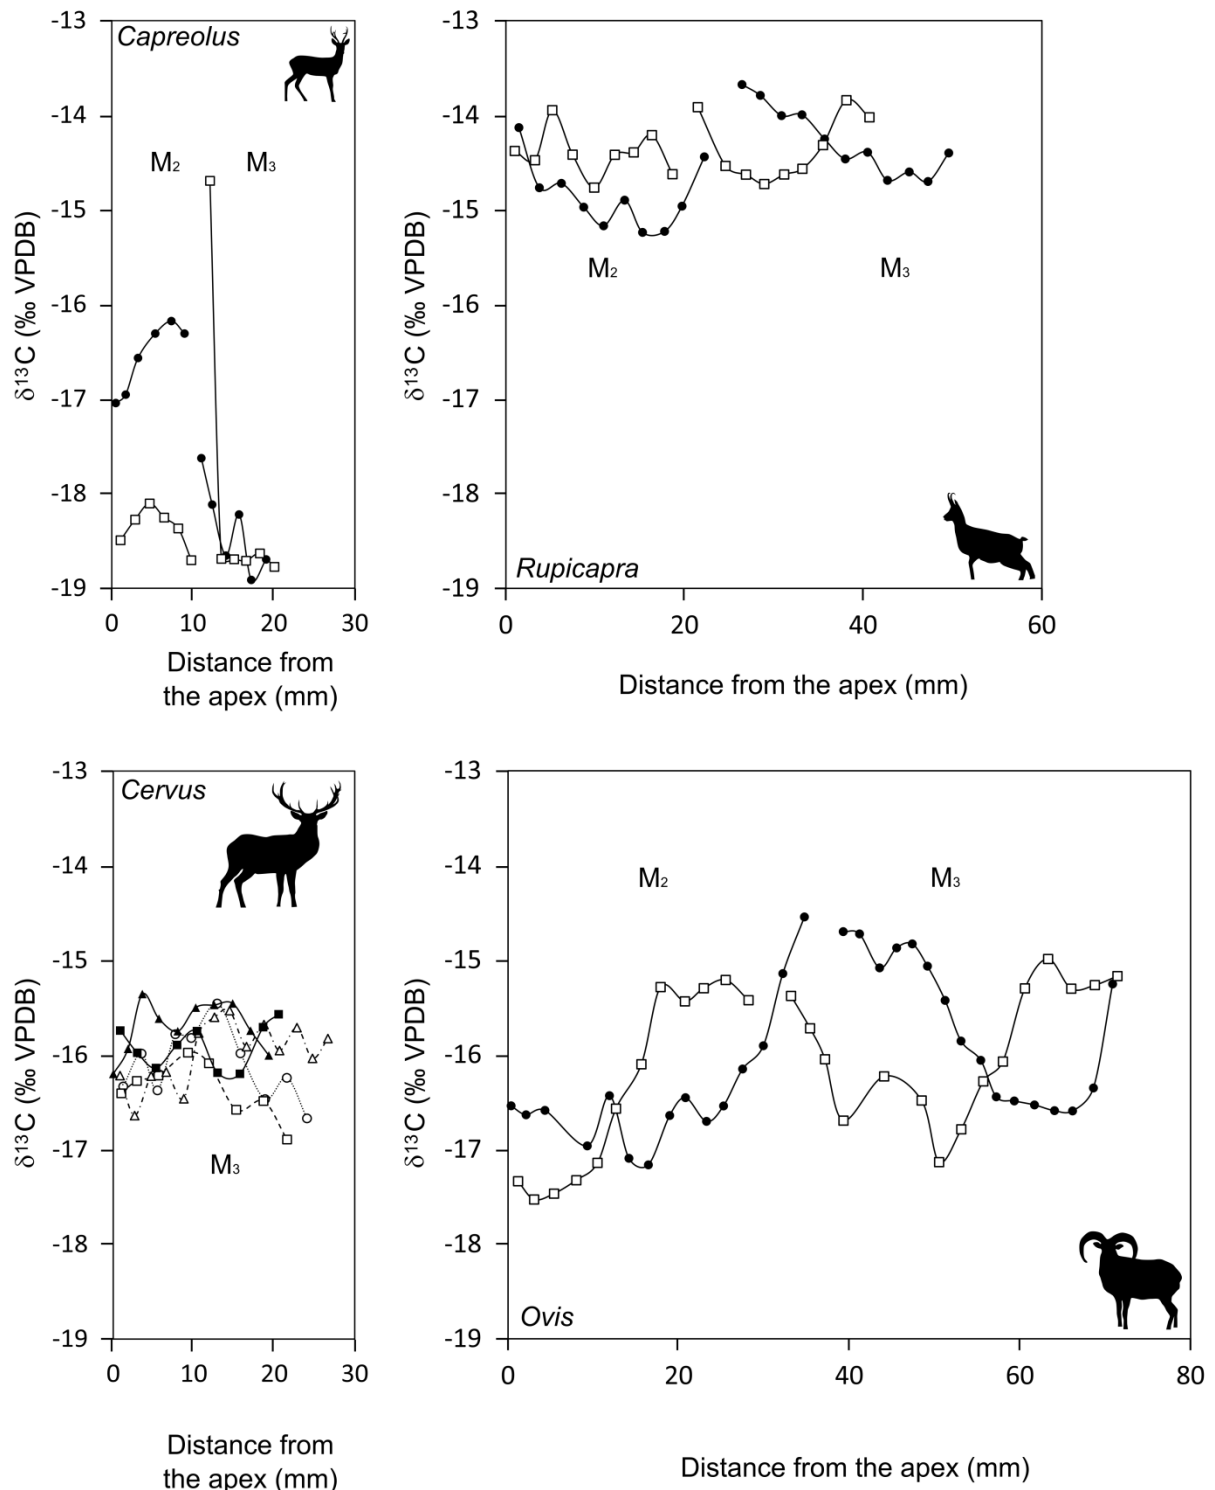 Capreolus
-13
-14
-15
-16
-17
-18
-19
δ13C (‰ VPDB)
M2
M3
0
10
20
30
Distance from
the apex (mm)
-13
-14
-15
-16
-17
-18
-19
δ13C (‰ VPDB)
M2
M3
Rupicapra
0
20
40
60
Distance from the apex (mm)
Cervus
-13
-14
-15
-16
-17
-18
-19
δ13C (‰ VPDB)
M3
0
10
20
30
Distance from
the apex (mm)
-13
-14
-15
-16
-17
-18
-19
δ13C (‰ VPDB)
M2
M3
Ovis
0
20
40
60
80
Distance from the apex (mm)